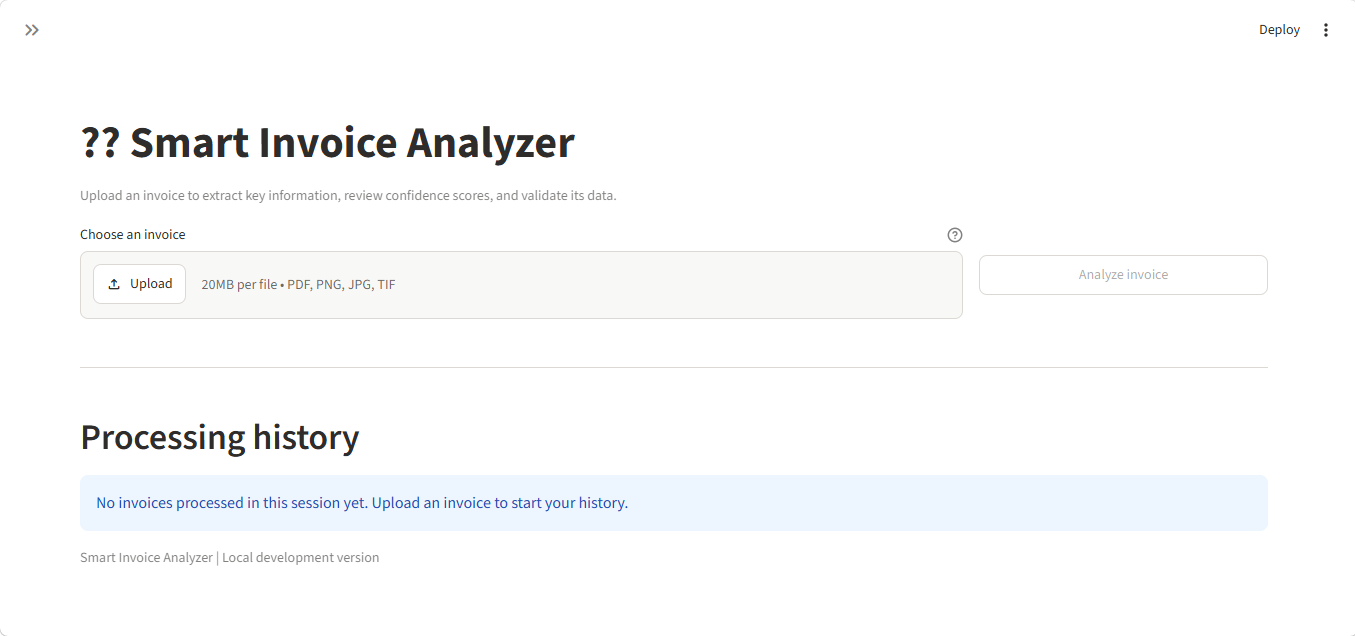 Deploy
?? Smart Invoice Analyzer
Upload an invoice to extract key information, review confidence scores, and validate its data.
Choose an invoice
Upload
20MB per file • PDF, PNG, JPG, TIF
Analyze invoice
Processing history
No invoices processed in this session yet. Upload an invoice to start your history.
Smart Invoice Analyzer | Local development version